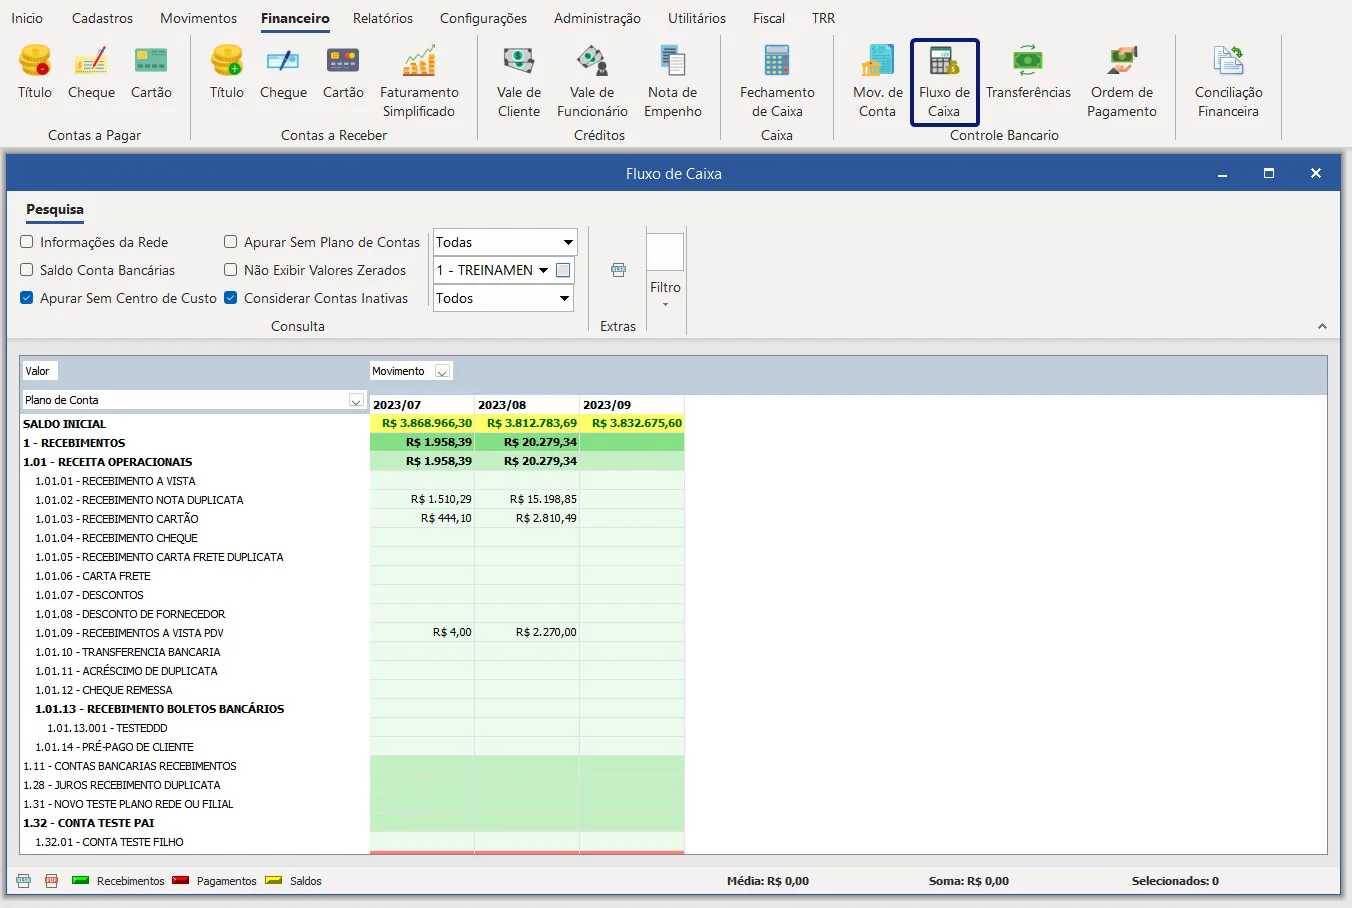 Inicio Cadastros Movimentos Financeiro Relatórios Configurações Administração Utilitários Fiscal TRR
Título Cheque Cartão
Contas a Pagar
Título Cheque Cartão Faturamento Simplificado
Contas a Receber
Vale de Cliente Vale de Funcionário Nota de Empenho
Créditos
Fechamento de Caixa
Caixa
Mov. de Conta Fluxo de Caixa Transferências Ordem de Pagamento
Controle Bancario
Conciliação Financeira
Fluxo de Caixa
Pesquisa
Informações da Rede Apurar Sem Plano de Contas Todas
Saldo Conta Bancárias Não Exibir Valores Zerados 1 - TREINAMEN
Apurar Sem Centro de Custo Considerar Contas Inativas Todos
Filtro
Consulta Extras
Valor Movimento
Plano de Conta 2023/07 2023/08 2023/09
SALDO INICIAL R$ 3.868.966,30 R$ 3.812.783,69 R$ 3.832.675,60
1 - RECEBIMENTOS R$ 1.958,39 R$ 20.279,34
1.01 - RECEITA OPERACIONAIS R$ 1.958,39 R$ 20.279,34
1.01.01 - RECEBIMENTO A VISTA
1.01.02 - RECEBIMENTO NOTA DUPLICATA R$ 1.510,29 R$ 15.198,85
1.01.03 - RECEBIMENTO CARTÃO R$ 444,10 R$ 2.810,49
1.01.04 - RECEBIMENTO CHEQUE
1.01.05 - RECEBIMENTO CARTA FRETE DUPLICATA
1.01.06 - CARTA FRETE
1.01.07 - DESCONTOS
1.01.08 - DESCONTO DE FORNECEDOR
1.01.09 - RECEBIMENTOS A VISTA PDV R$ 4,00 R$ 2.270,00
1.01.10 - TRANSFERENCIA BANCARIA
1.01.11 - ACRÉSCIMO DE DUPLICATA
1.01.12 - CHEQUE REMESSA
1.01.13 - RECEBIMENTO BOLETOS BANCÁRIOS
1.01.13.001 - TESTEDDD
1.01.14 - PRÉ-PAGO DE CLIENTE
1.11 - CONTAS BANCARIAS RECEBIMENTOS
1.28 - JUROS RECEBIMENTO DUPLICATA
1.31 - NOVO TESTE PLANO REDE OU FILIAL
1.32 - CONTA TESTE PAI
1.32.01 - CONTA TESTE FILHO
Recebimentos Pagamentos Saldos Média: R$ 0,00 Soma: R$ 0,00 Selecionados: 0